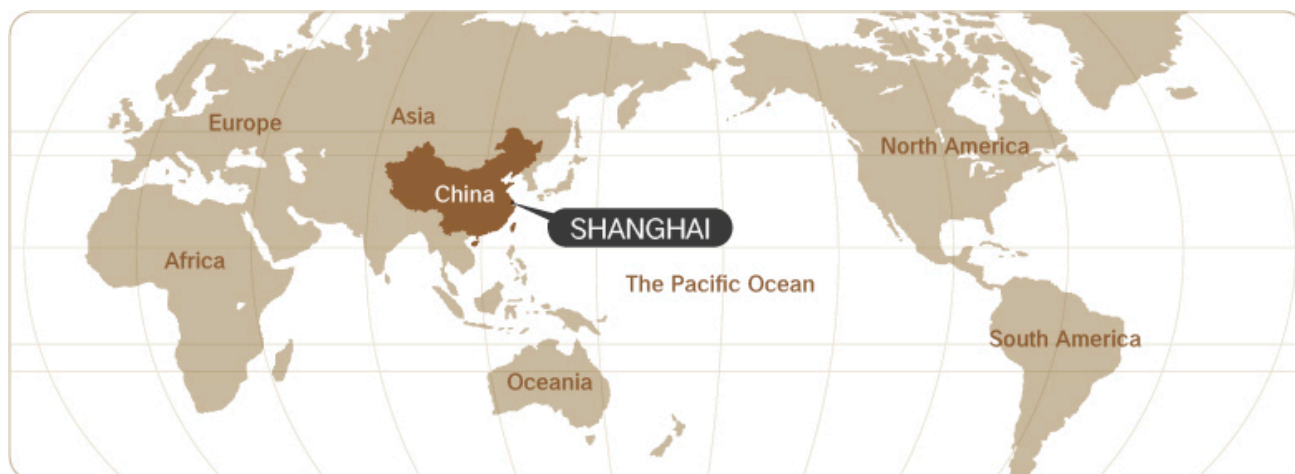 Europe
Asia
North America
China
SHANGHAI
Africa
The Pacific Ocean
South America
Oceania